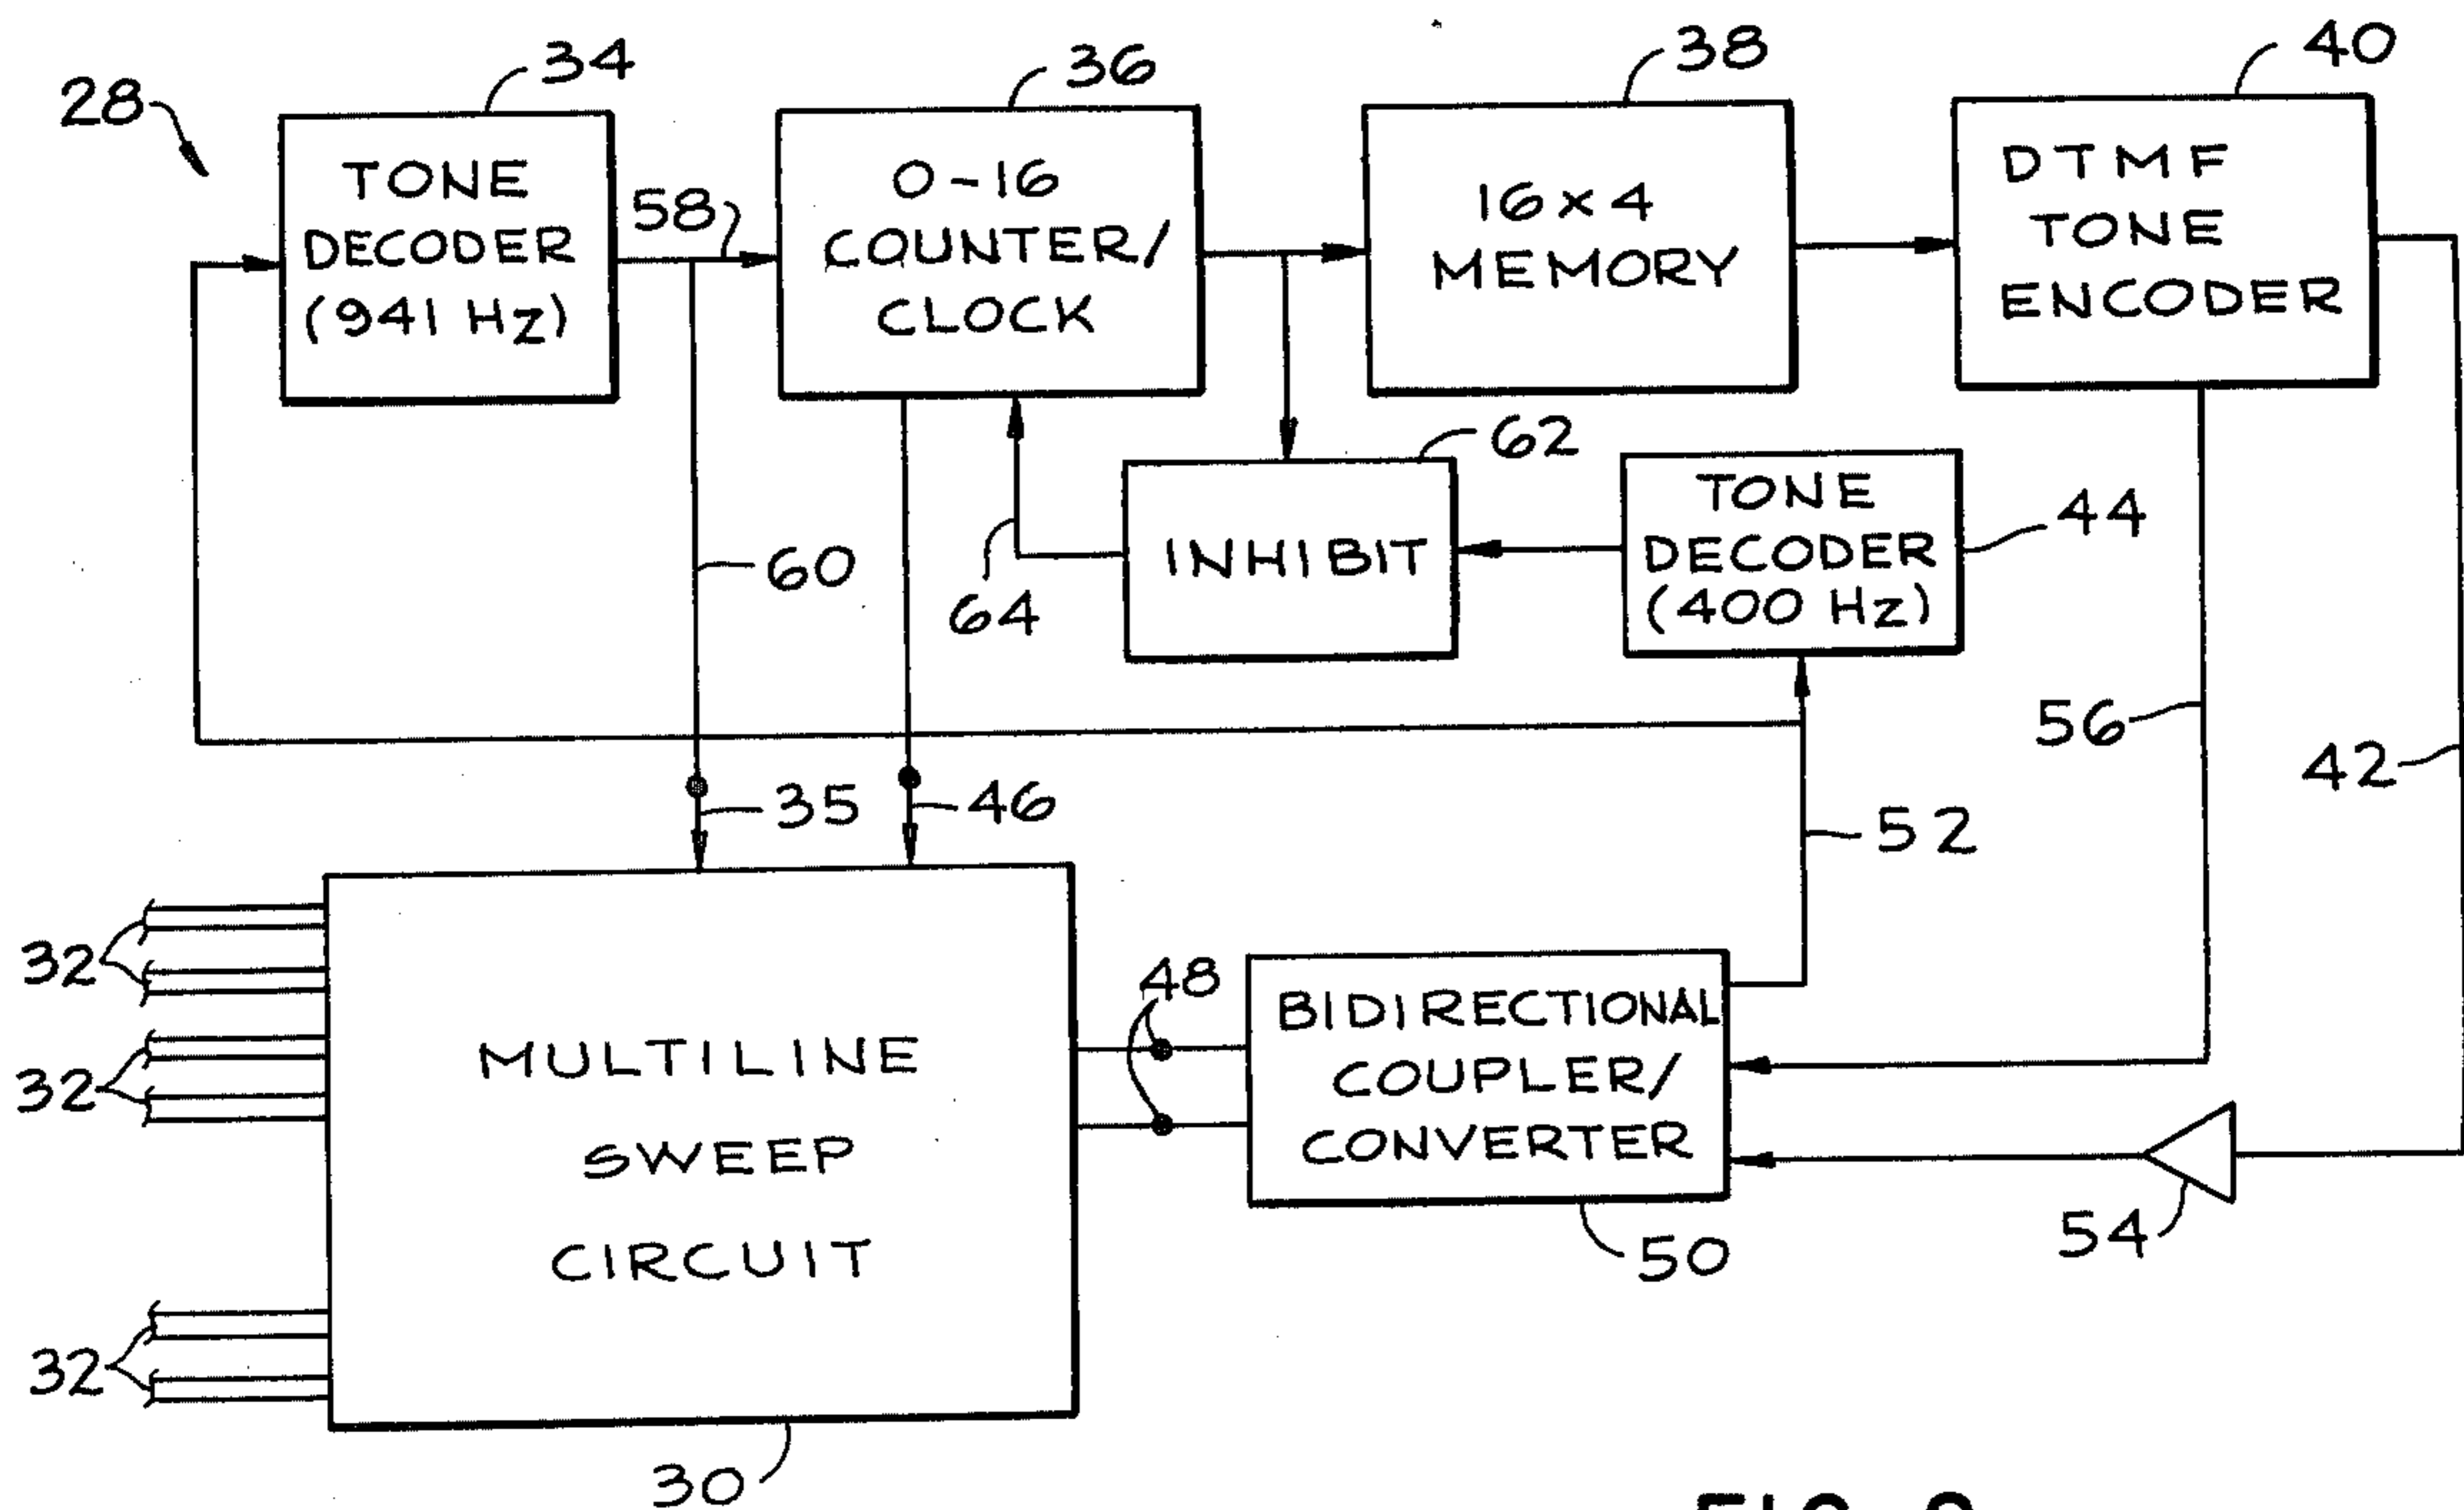 28
34
TONE
DECODER
(941 Hz)
58
36
0-16
COUNTER/
CLOCK
38
16x4
MEMORY
40
DTMF
TONE
ENCODER
60
64
62
INHIBIT
TONE
DECODER
(400 Hz)
44
56
42
35
46
52
32
32
32
MULTILINE
SWEEP
CIRCUIT
30
48
BIDIRECTIONAL
COUPLER/
CONVERTER
50
54